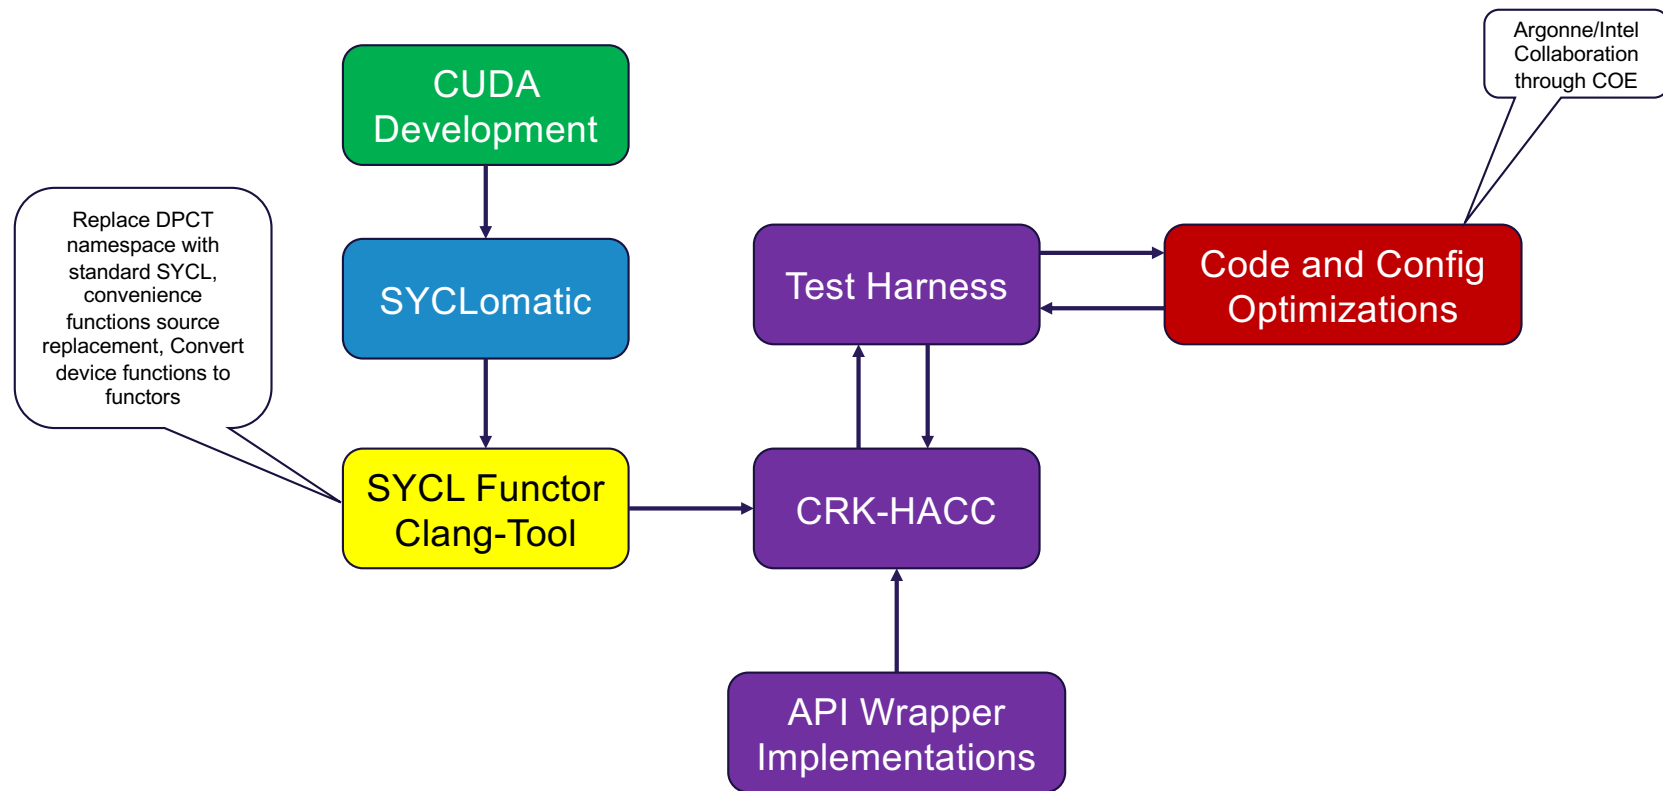 CUDA
Development
Argonne/Intel
Collaboration
through COE
Replace DPCT
namespace with
standard SYCL,
convenience
functions source
replacement, Convert
device functions to
functors
SYCLomatic
Test Harness
Code and Config
Optimizations
SYCL Functor
Clang-Tool
CRK-HACC
API Wrapper
Implementations